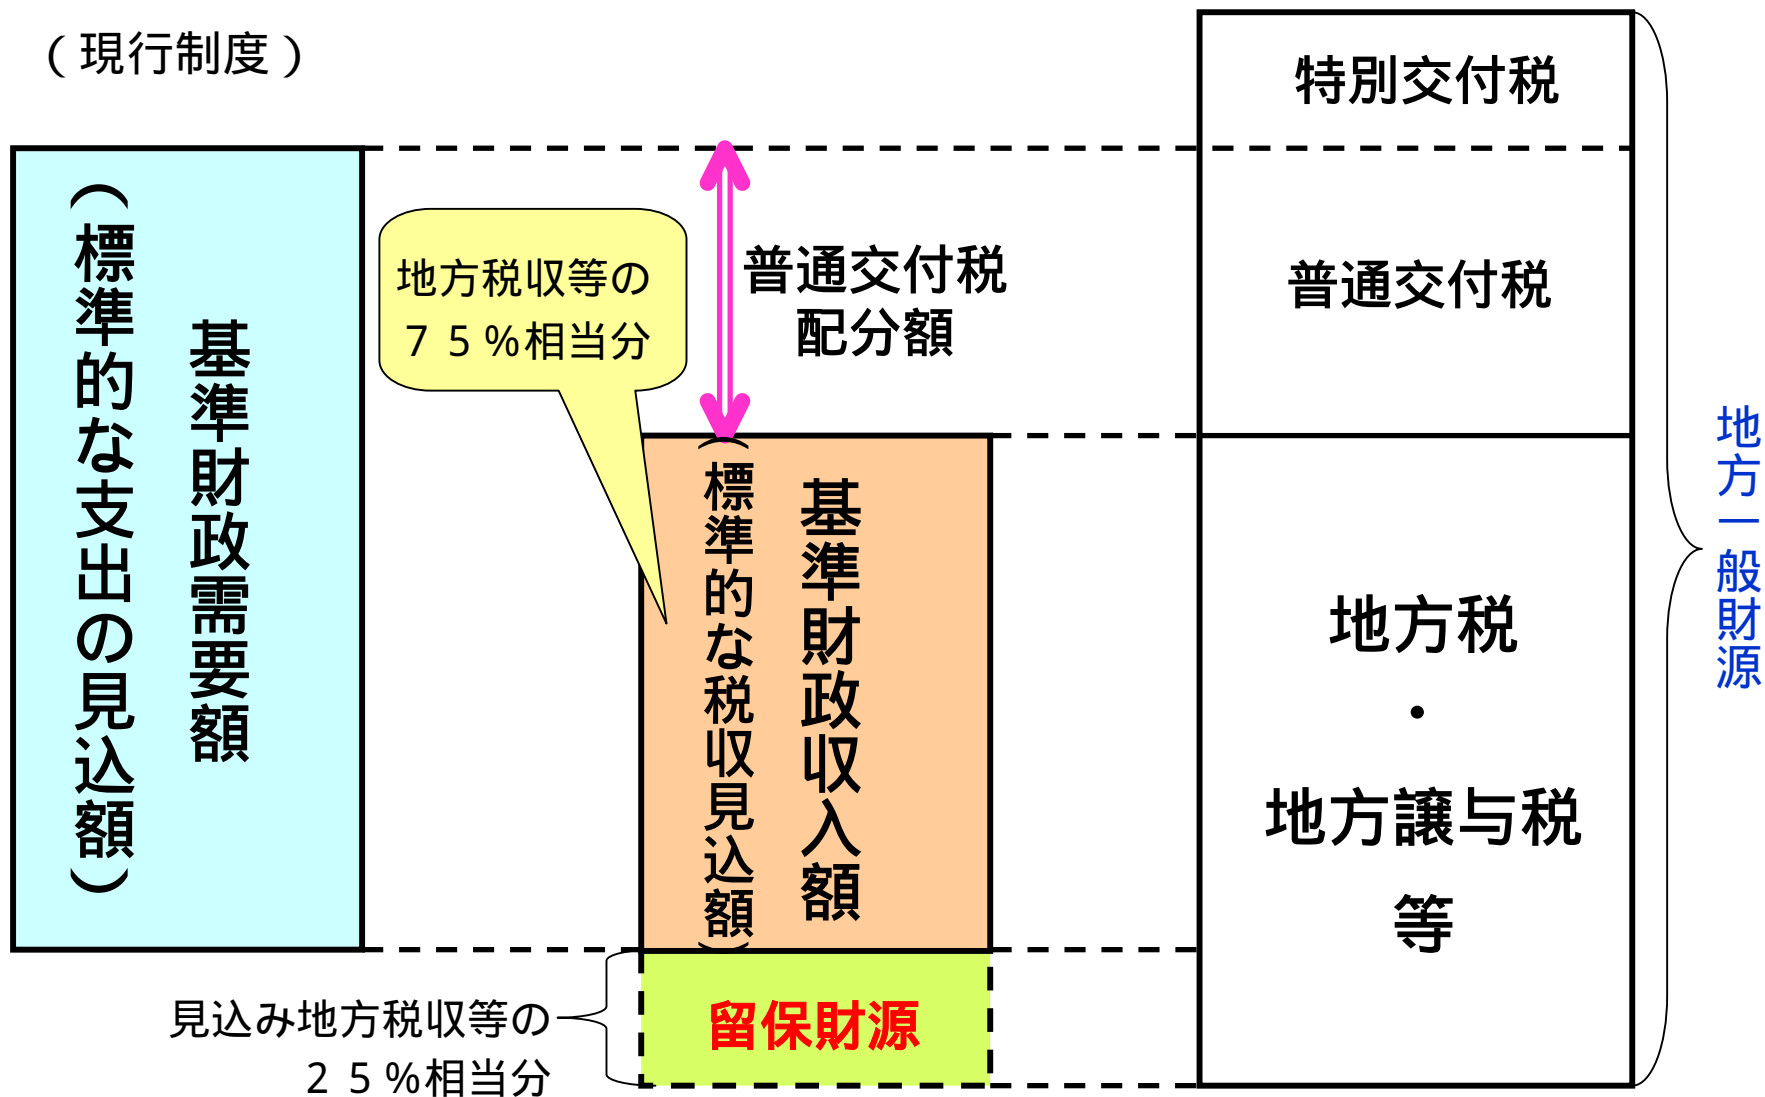 （現行制度）
基準財政需要額
（標準的な支出の見込額）
地方税収等の
７５％相当分
普通交付税
配分額
基準財政収入額
（標準的な税収見込額）
留保財源
見込み地方税収等の
２５％相当分
特別交付税
普通交付税
地方税
・
地方譲与税
等
地方一般財源